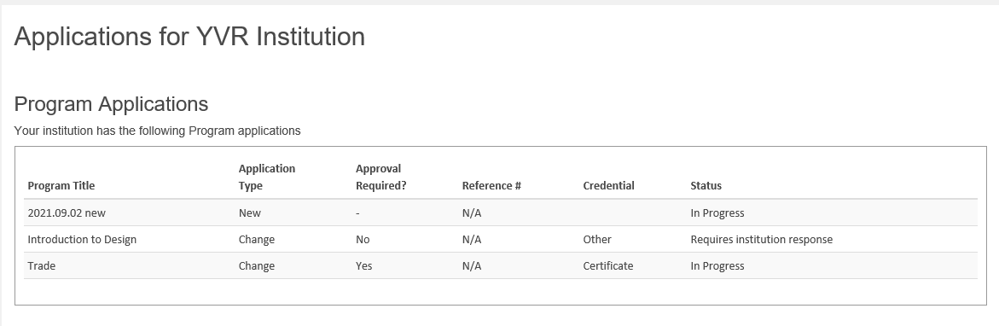 Applications for YVR Institution
Program Applications
Your institution has the following Program applications
Program Title Application Type Approval Required? Reference # Credential Status
2021.09.02 new New - N/A In Progress
Introduction to Design Change No N/A Other Requires institution response
Trade Change Yes N/A Certificate In Progress